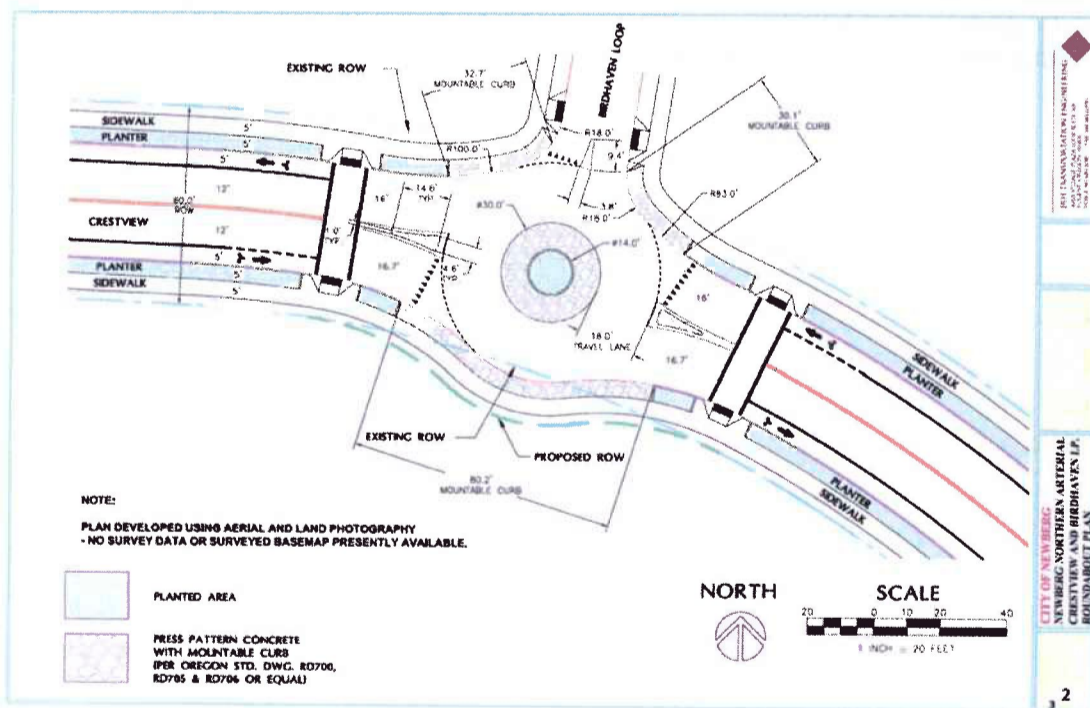 EXISTING ROW
32.7'
MOUNTABLE CURB
BIRDHAVEN LOOP
30.1'
MOUNTABLE CURB
SIDEWALK
PLANTER
5'
5'
5'
R100.0'
R18.0'
9.4'
12'
60.0'
ROW
16'
14.6'
TYP.
3.8'
R83.0'
CRESTVIEW
12'
ø30.0'
ø14.0'
16.7'
4.6'
TYP.
PLANTER
SIDEWALK
5'
5'
5'
16'
18.0'
TRAVEL LANE
16.7'
SIDEWALK
PLANTER
EXISTING ROW
PROPOSED ROW
80.2'
MOUNTABLE CURB
PLANTER
SIDEWALK
NOTE:
PLAN DEVELOPED USING AERIAL AND LAND PHOTOGRAPHY
- NO SURVEY DATA OR SURVEYED BASEMAP PRESENTLY AVAILABLE.
PLANTED AREA
PRESS PATTERN CONCRETE
WITH MOUNTABLE CURB
(PER OREGON STD. DWG. RD700,
RD705 & RD706 OR EQUAL)
NORTH
SCALE
20 0 10 20 40
1 INCH = 20 FEET
CITY OF NEWBERG
NEWBERG NORTHERN ARTERIAL
CRESTVIEW AND BIRDHAVEN LP.
ROUNDABOUT PLAN
2